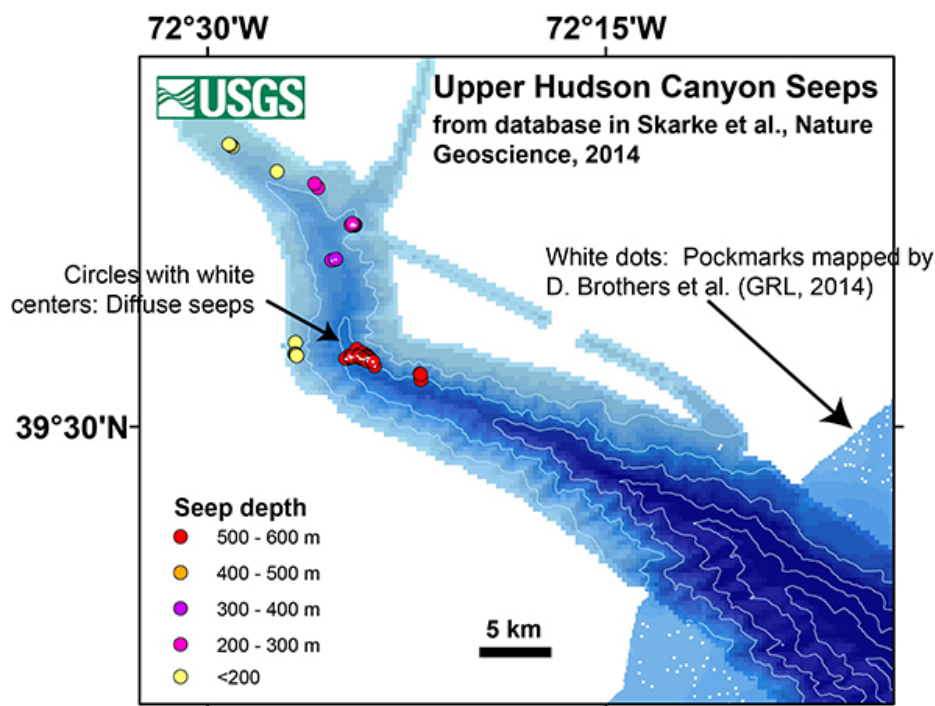 72°30'W
72°15'W
USGS
Upper Hudson Canyon Seeps
from database in Skarke et al., Nature
Geoscience, 2014
White dots: Pockmarks mapped by
D. Brothers et al. (GRL, 2014)
Circles with white
centers: Diffuse seeps
39°30'N
Seep depth
500 - 600 m
400 - 500 m
300 - 400 m
200 - 300 m
<200
5 km